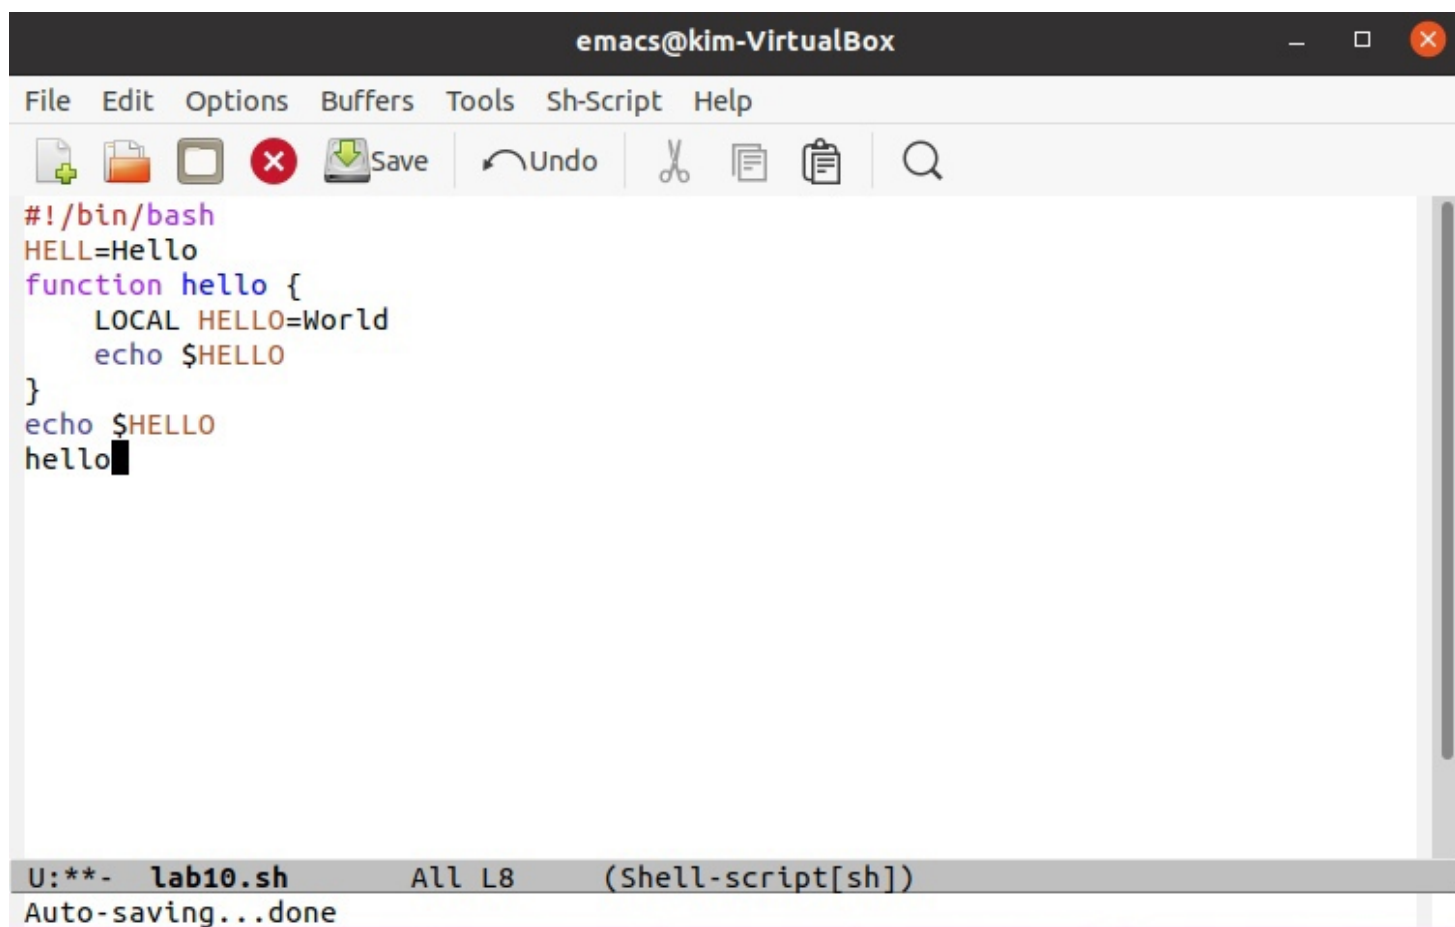 emacs@kim-VirtualBox
File Edit Options Buffers Tools Sh-Script Help
Save Undo
#!/bin/bash
HELL=Hello
function hello {
    LOCAL HELLO=World
    echo $HELLO
}
echo $HELLO
hello
U:**-  lab10.sh       All L8     (Shell-script[sh])
Auto-saving...done